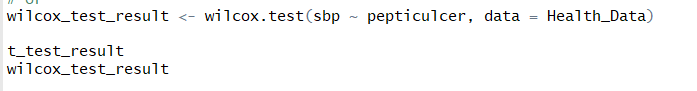 # or
wilcox_test_result <- wilcox.test(sbp ~ pepticulcer, data = Health_Data)
t_test_result
wilcox_test_result